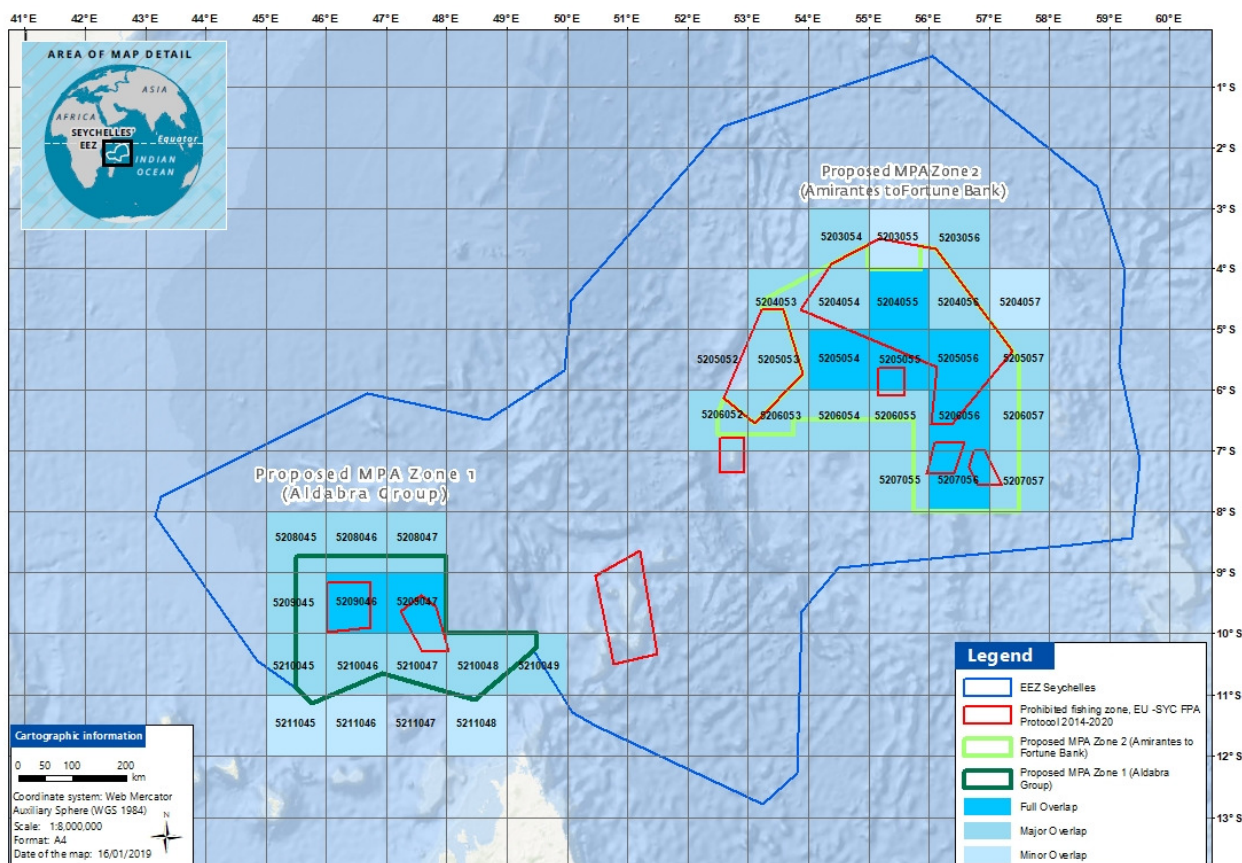 41°E 42°E 43°E 44°E 45°E 46°E 47°E 48°E 49°E 50°E 51°E 52°E 53°E 54°E 55°E 56°E 57°E 58°E 59°E 60°E
AREA OF MAP DETAIL
ASIA
AFRICA
SEYCHELLES'
EEZ
Equator
INDIAN
OCEAN
1° S
2° S
3° S
4° S
5° S
6° S
7° S
8° S
9° S
10° S
11° S
12° S
13° S
Proposed MPA Zone 2
(Amirantes to Fortune Bank)
5203054 5203055 5203056
5204053 5204054 5204055 5204056 5204057
5205052 5205053 5205054 5205055 5205056 5205057
5206052 5206053 5206054 5206055 5206056 5206057
5207055 5207056 5207057
Proposed MPA Zone 1
(Aldabra Group)
5208045 5208046 5208047
5209045 5209046 5209047
5210045 5210046 5210047 5210048 5210049
5211045 5211046 5211047 5211048
Cartographic information
0 50 100 200
km
Coordinate system: Web Mercator
Auxiliary Sphere (WGS 1984)
Scale: 1:8,000,000
Format: A4
Date of the map: 16/01/2019
N
Legend
EEZ Seychelles
Prohibited fishing zone, EU -SYC FPA
Protocol 2014-2020
Proposed MPA Zone 2 (Amirantes to
Fortune Bank)
Proposed MPA Zone 1 (Aldabra
Group)
Full Overlap
Major Overlap
Minor Overlap